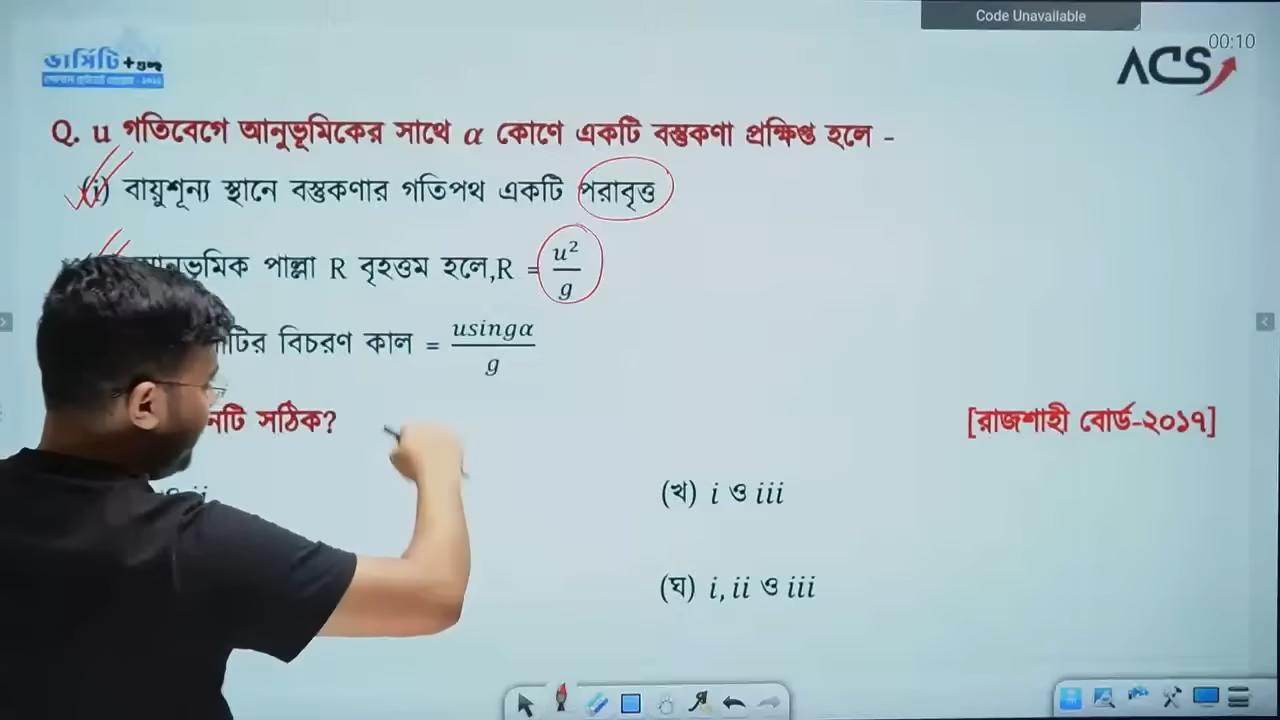 Code Unavailable
00:10
ভার্সিটি +
ACS
Q. u গতিবেগে আনুভূমিকের সাথে α কোণে একটি বস্তুকণা প্রক্ষিপ্ত হলে -
(i) বায়ুশূন্য স্থানে বস্তুকণার গতিপথ একটি পরাবৃত্ত
আনুভূমিক পাল্লা R বৃহত্তম হলে,R = u²/g
বিচরণ কাল = usingα/g
সঠিক?
[রাজশাহী বোর্ড-২০১৭]
(খ) i ও iii
(ঘ) i, ii ও iii